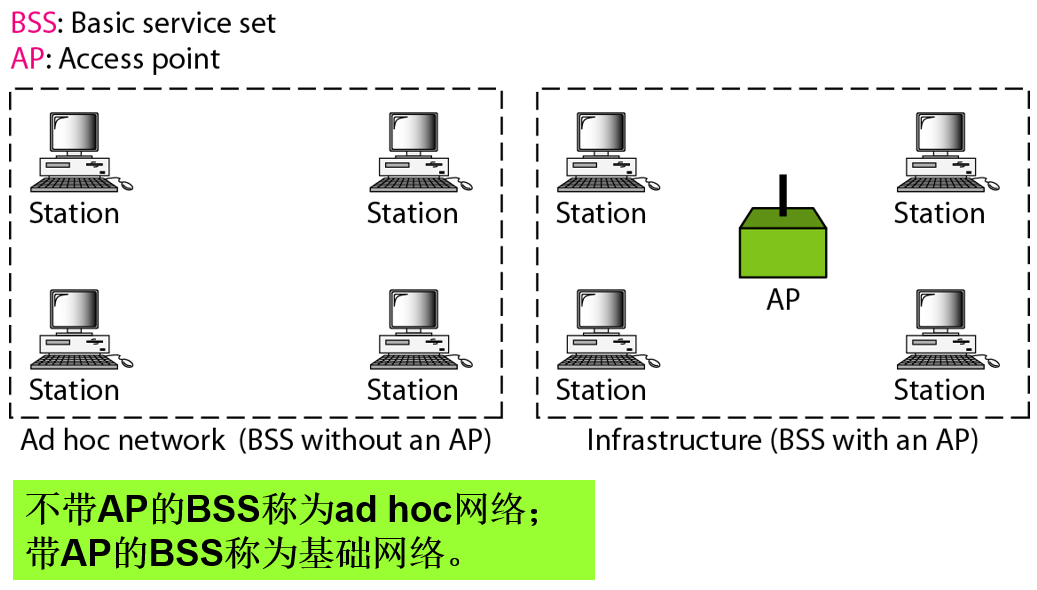 BSS: Basic service set
AP: Access point
Station
Station
Station
Station
Ad hoc network (BSS without an AP)
Station
Station
AP
Station
Station
Infrastructure (BSS with an AP)
不带AP的BSS称为ad hoc网络；
带AP的BSS称为基础网络。